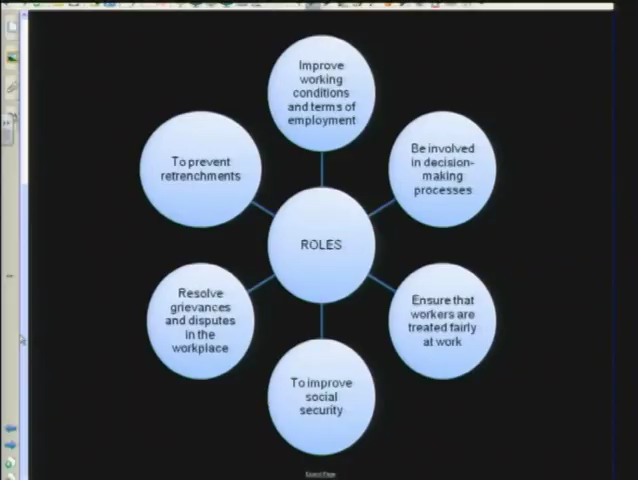 Improve
working
conditions
and terms of
employment
Be involved
in decision-
making
processes
Ensure that
workers are
treated fairly
at work
To improve
social
security
Resolve
grievances
and disputes
in the
workplace
To prevent
retrenchments
ROLES